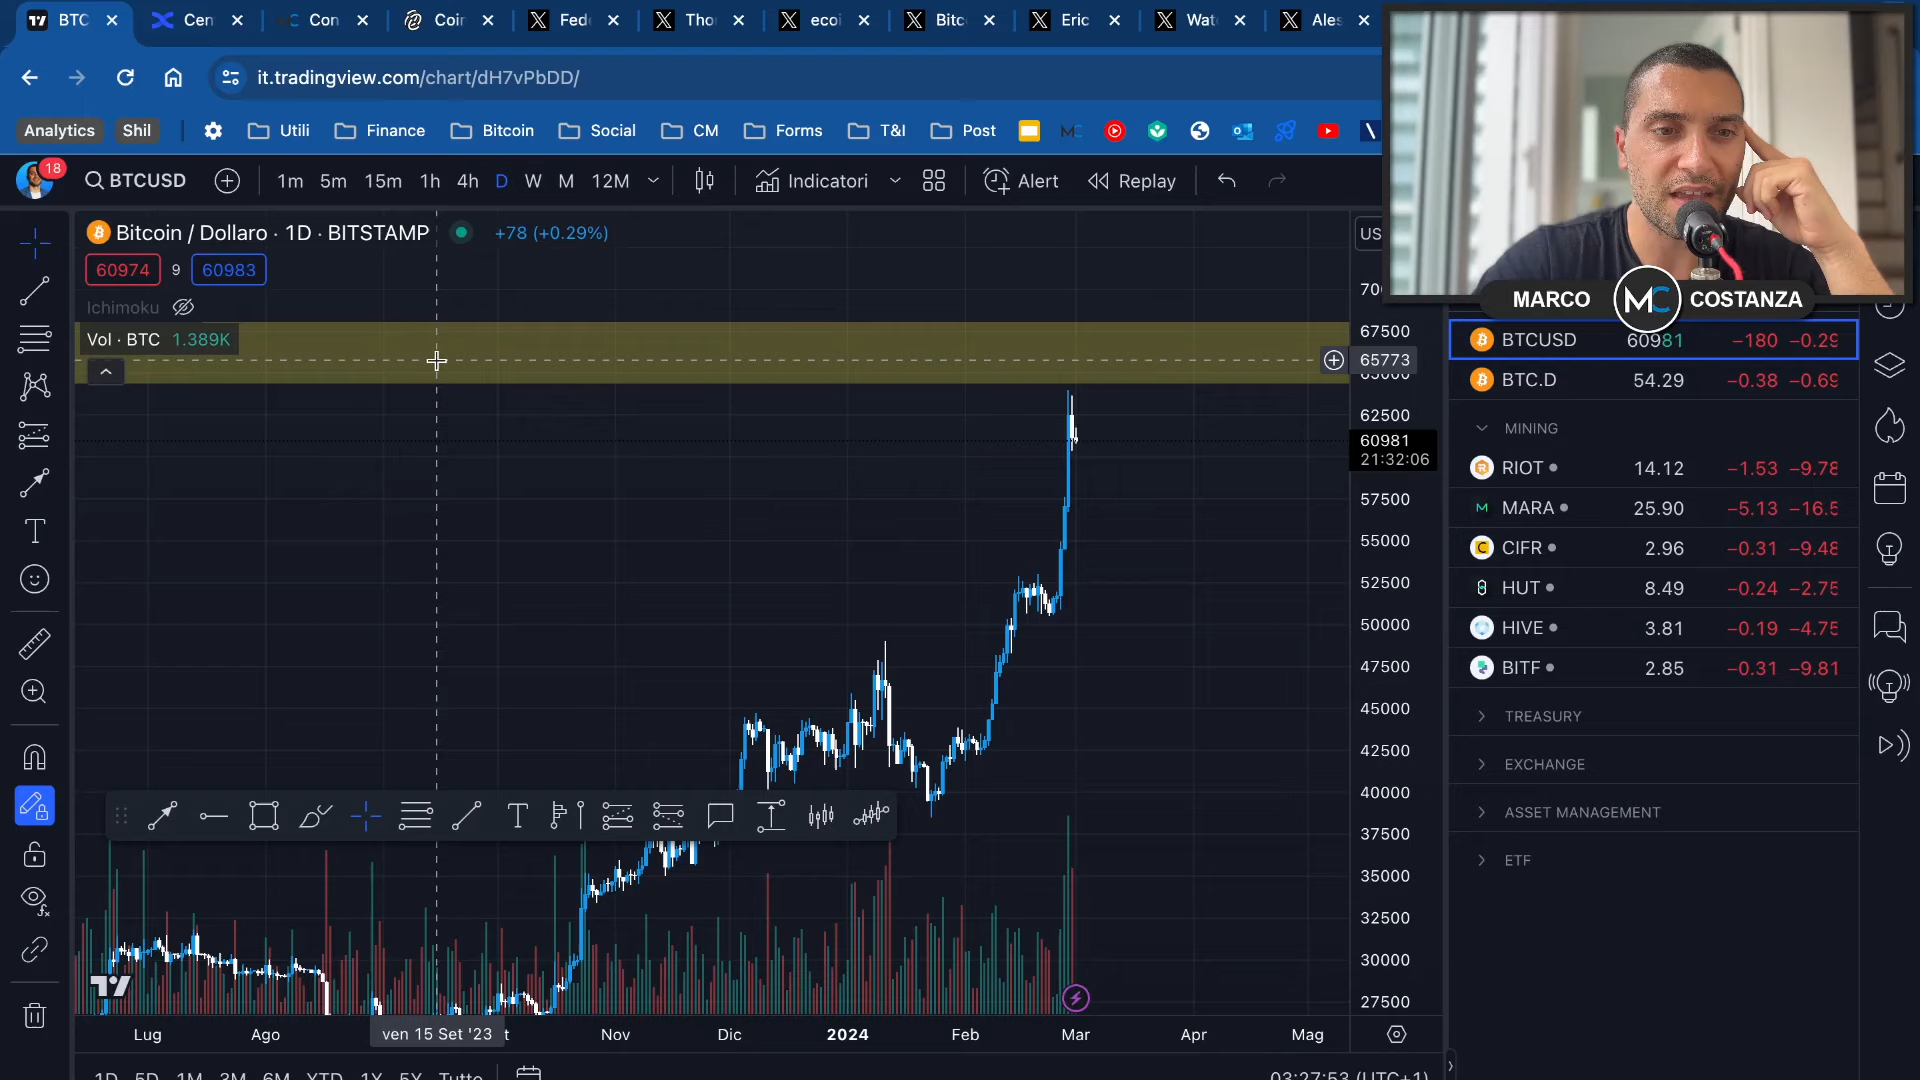 BTC
Cen
Con
Coin
Fede
Tho
ecoi
Bitc
Eric
Wat
Ales
it.tradingview.com/chart/dH7vPbDD/
Analytics
Shil
Utili
Finance
Bitcoin
Social
CM
Forms
T&I
Post
18
BTCUSD
1m
5m
15m
1h
4h
D
W
M
12M
Indicatori
Alert
Replay
Bitcoin / Dollaro · 1D · BITSTAMP
+78 (+0.29%)
60974
9
60983
Ichimoku
Vol · BTC 1.389K
US
67500
65773
62500
60981
21:32:06
57500
55000
52500
50000
47500
45000
42500
40000
37500
35000
32500
30000
27500
Lug
Ago
ven 15 Set '23
Nov
Dic
2024
Feb
Mar
Apr
Mag
1D 5D 1M 3M 6M YTD 1Y 5Y Tutto
03:27:53 (UTC+1)
MARCO
MC
COSTANZA
BTCUSD 60981 −180 −0.29
BTC.D 54.29 −0.38 −0.69
MINING
RIOT 14.12 −1.53 −9.78
MARA 25.90 −5.13 −16.5
CIFR 2.96 −0.31 −9.48
HUT 8.49 −0.24 −2.75
HIVE 3.81 −0.19 −4.75
BITF 2.85 −0.31 −9.81
TREASURY
EXCHANGE
ASSET MANAGEMENT
ETF